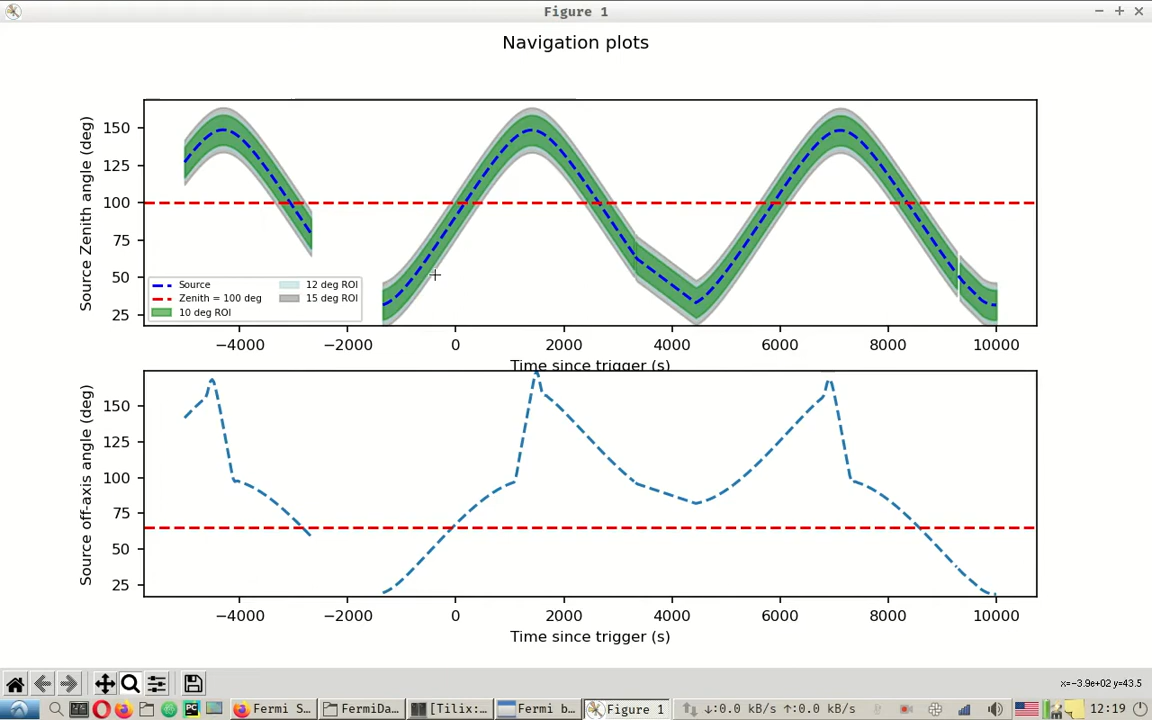 Figure 1
Navigation plots
Source Zenith angle (deg)
150
125
100
75
50
25
Source
Zenith = 100 deg
10 deg ROI
12 deg ROI
15 deg ROI
−4000 −2000 0 2000 4000 6000 8000 10000
Time since trigger (s)
Source off-axis angle (deg)
150
125
100
75
50
25
−4000 −2000 0 2000 4000 6000 8000 10000
Time since trigger (s)
x=−3.9e+02 y=43.5
Fermi S... FermiDa... [Tilix:... Fermi b... Figure 1 ↓:0.0 kB/s ↑:0.0 kB/s 12:19